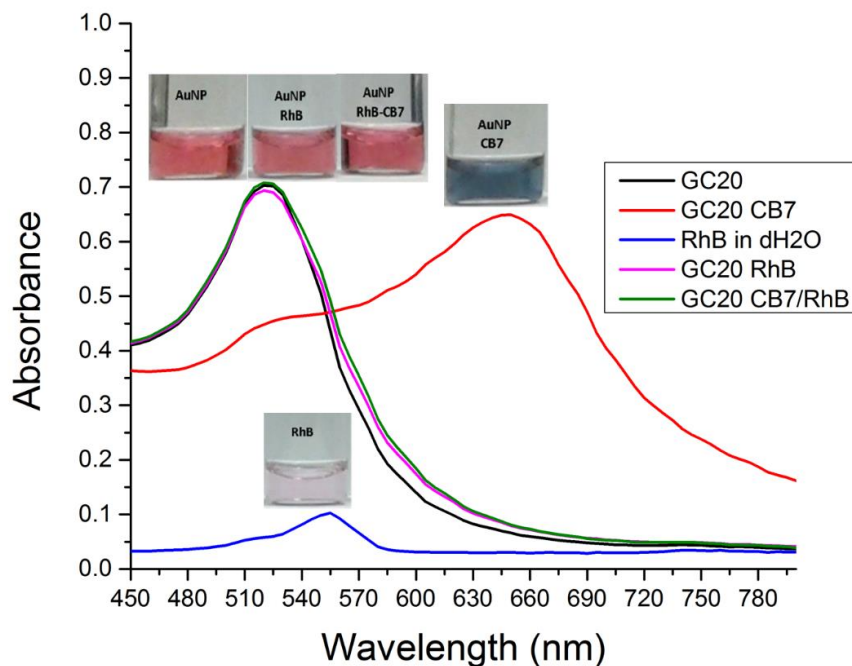 1.0
0.9
0.8
0.7
0.6
0.5
0.4
0.3
0.2
0.1
0.0
Absorbance
AuNP
AuNP
RhB
AuNP
RhB-CB7
AuNP
CB7
GC20
GC20 CB7
RhB in dH2O
GC20 RhB
GC20 CB7/RhB
RhB
450 480 510 540 570 600 630 660 690 720 750 780
Wavelength (nm)